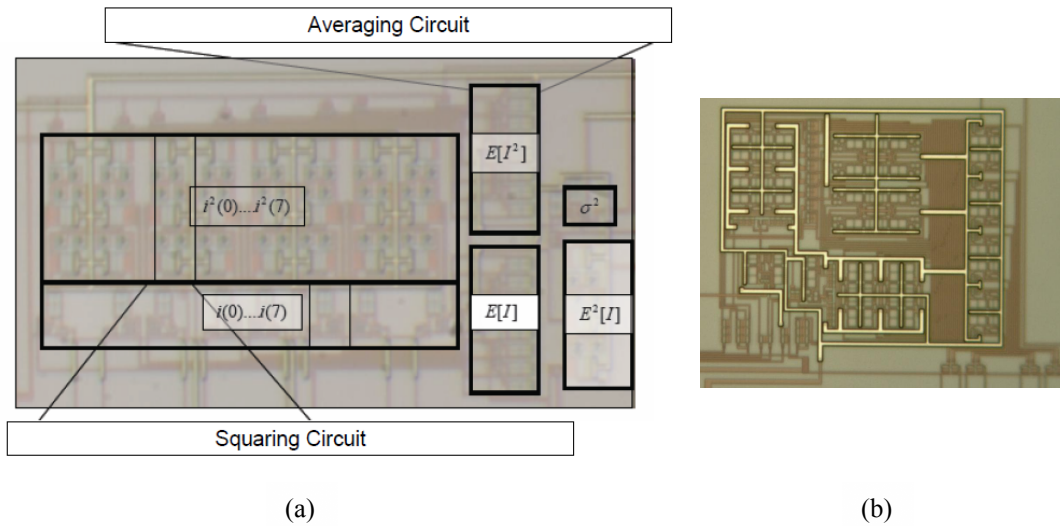 Averaging Circuit
E[I²]
i²(0)....i²(7)
σ²
i(0)....i(7)
E[I]
E²[I]
Squaring Circuit
(a)
(b)